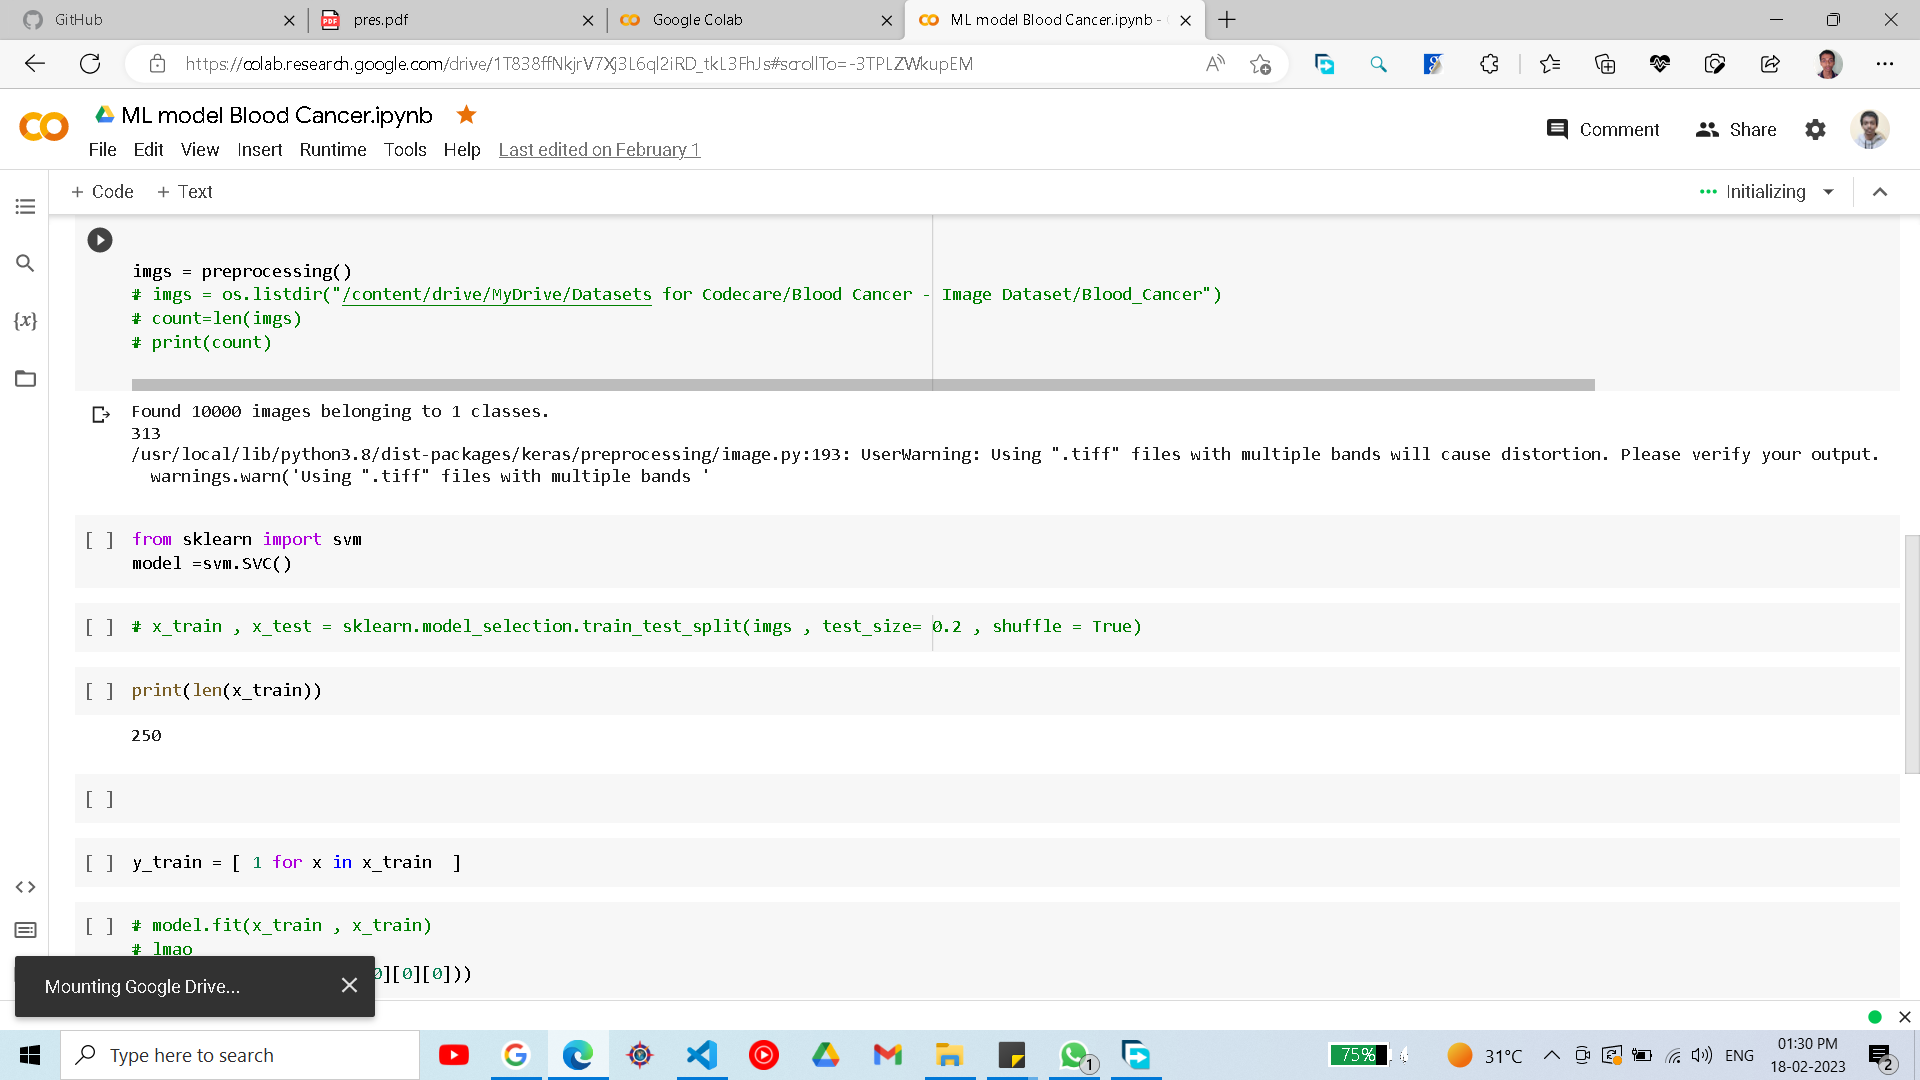 GitHub
pres.pdf
Google Colab
ML model Blood Cancer.ipynb -
https://colab.research.google.com/drive/1T838ffNkjrV7Xj3L6ql2iRD_tkL3FhJs#scrollTo=-3TPLZWkupEM
ML model Blood Cancer.ipynb
Comment
Share
File Edit View Insert Runtime Tools Help Last edited on February 1
+ Code + Text
Initializing
imgs = preprocessing()
# imgs = os.listdir("/content/drive/MyDrive/Datasets for Codecare/Blood Cancer - Image Dataset/Blood_Cancer")
# count=len(imgs)
# print(count)
Found 10000 images belonging to 1 classes.
313
/usr/local/lib/python3.8/dist-packages/keras/preprocessing/image.py:193: UserWarning: Using ".tiff" files with multiple bands will cause distortion. Please verify your output.
warnings.warn('Using ".tiff" files with multiple bands '
[ ] from sklearn import svm
model =svm.SVC()
[ ] # x_train , x_test = sklearn.model_selection.train_test_split(imgs , test_size= 0.2 , shuffle = True)
[ ] print(len(x_train))
250
[ ]
[ ] y_train = [ 1 for x in x_train ]
[ ] # model.fit(x_train , x_train)
# lmao
0][0][0]))
Mounting Google Drive...
Type here to search
1
75%
31°C
ENG
01:30 PM
18-02-2023
2